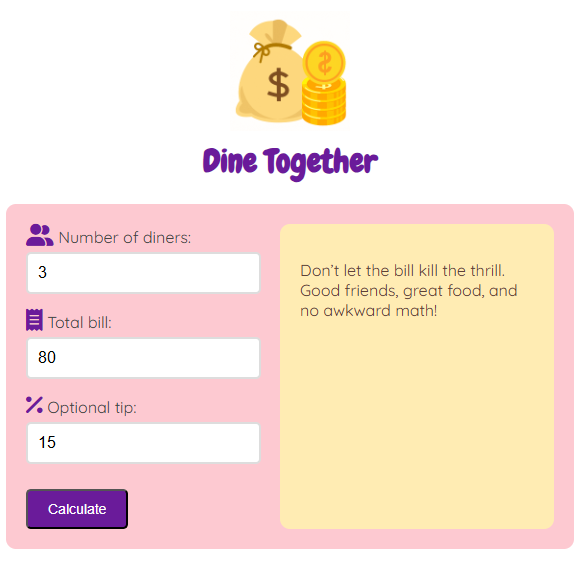 $
$
Dine Together
Number of diners:
3
Total bill:
80
Optional tip:
15
Calculate
Don’t let the bill kill the thrill.
Good friends, great food, and
no awkward math!